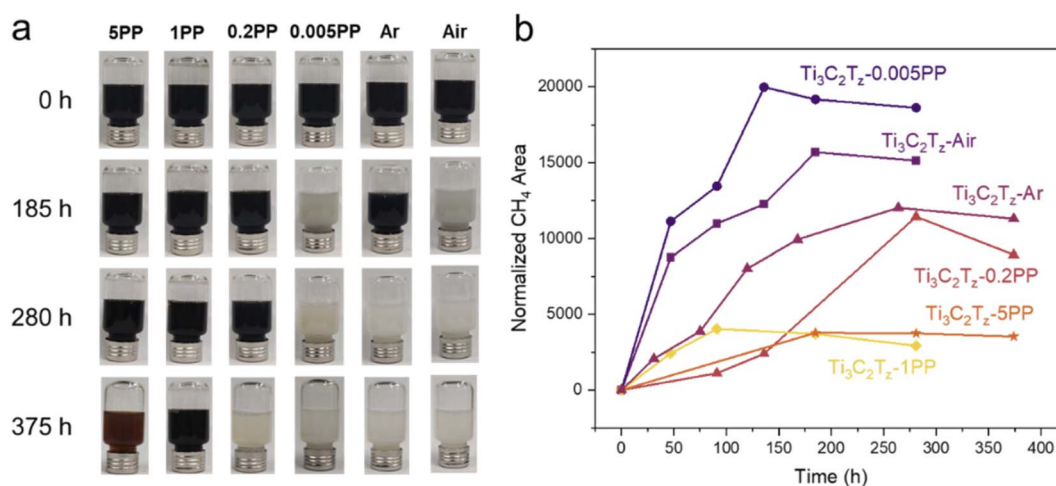 a
5PP 1PP 0.2PP 0.005PP Ar Air
0 h
185 h
280 h
375 h
b
Normalized CH₄ Area
20000
15000
10000
5000
0
Ti₃C₂T𝓏-0.005PP
Ti₃C₂T𝓏-Air
Ti₃C₂T𝓏-Ar
Ti₃C₂T𝓏-0.2PP
Ti₃C₂T𝓏-5PP
Ti₃C₂T𝓏-1PP
0 50 100 150 200 250 300 350 400
Time (h)